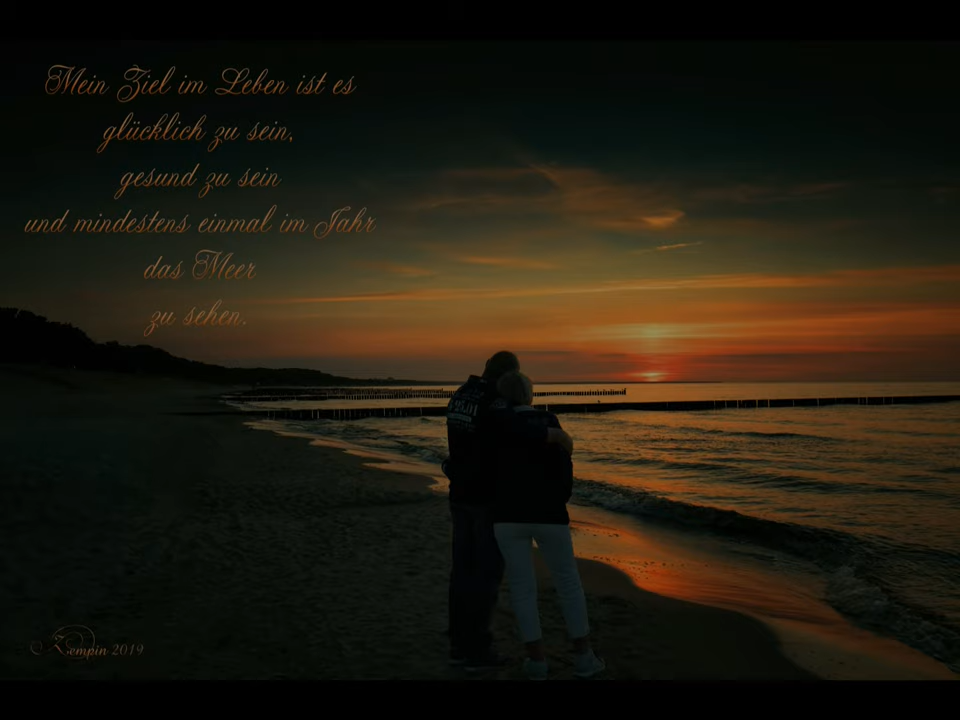 Mein Ziel im Leben ist es
glücklich zu sein,
gesund zu sein
und mindestens einmal im Jahr
das Meer
zu sehen.
© Zempin 2019